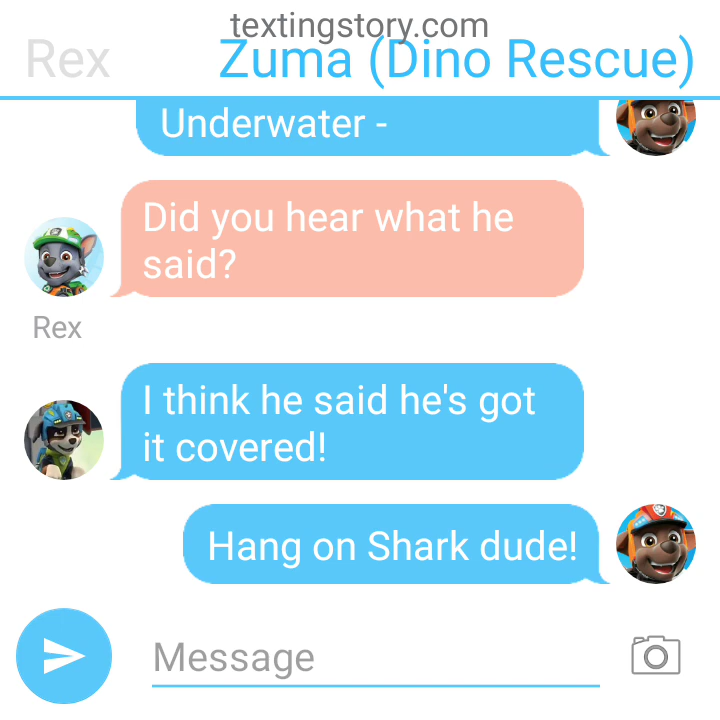 textingstory.com
Rex
Zuma (Dino Rescue)
Underwater -
Did you hear what he
said?
Rex
I think he said he's got
it covered!
Hang on Shark dude!
Message